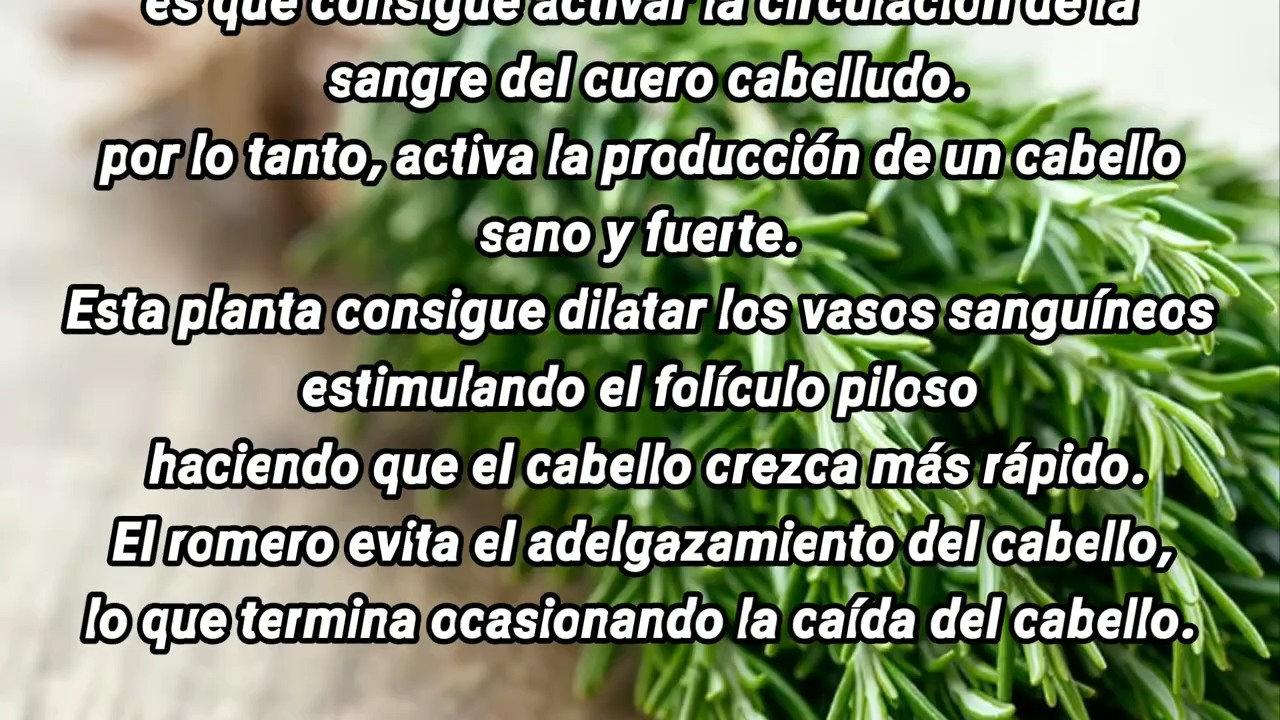 es que consigue activar la circulación de la
sangre del cuero cabelludo.
por lo tanto, activa la producción de un cabello
sano y fuerte.
Esta planta consigue dilatar los vasos sanguíneos
estimulando el folículo piloso
haciendo que el cabello crezca más rápido.
El romero evita el adelgazamiento del cabello,
lo que termina ocasionando la caída del cabello.